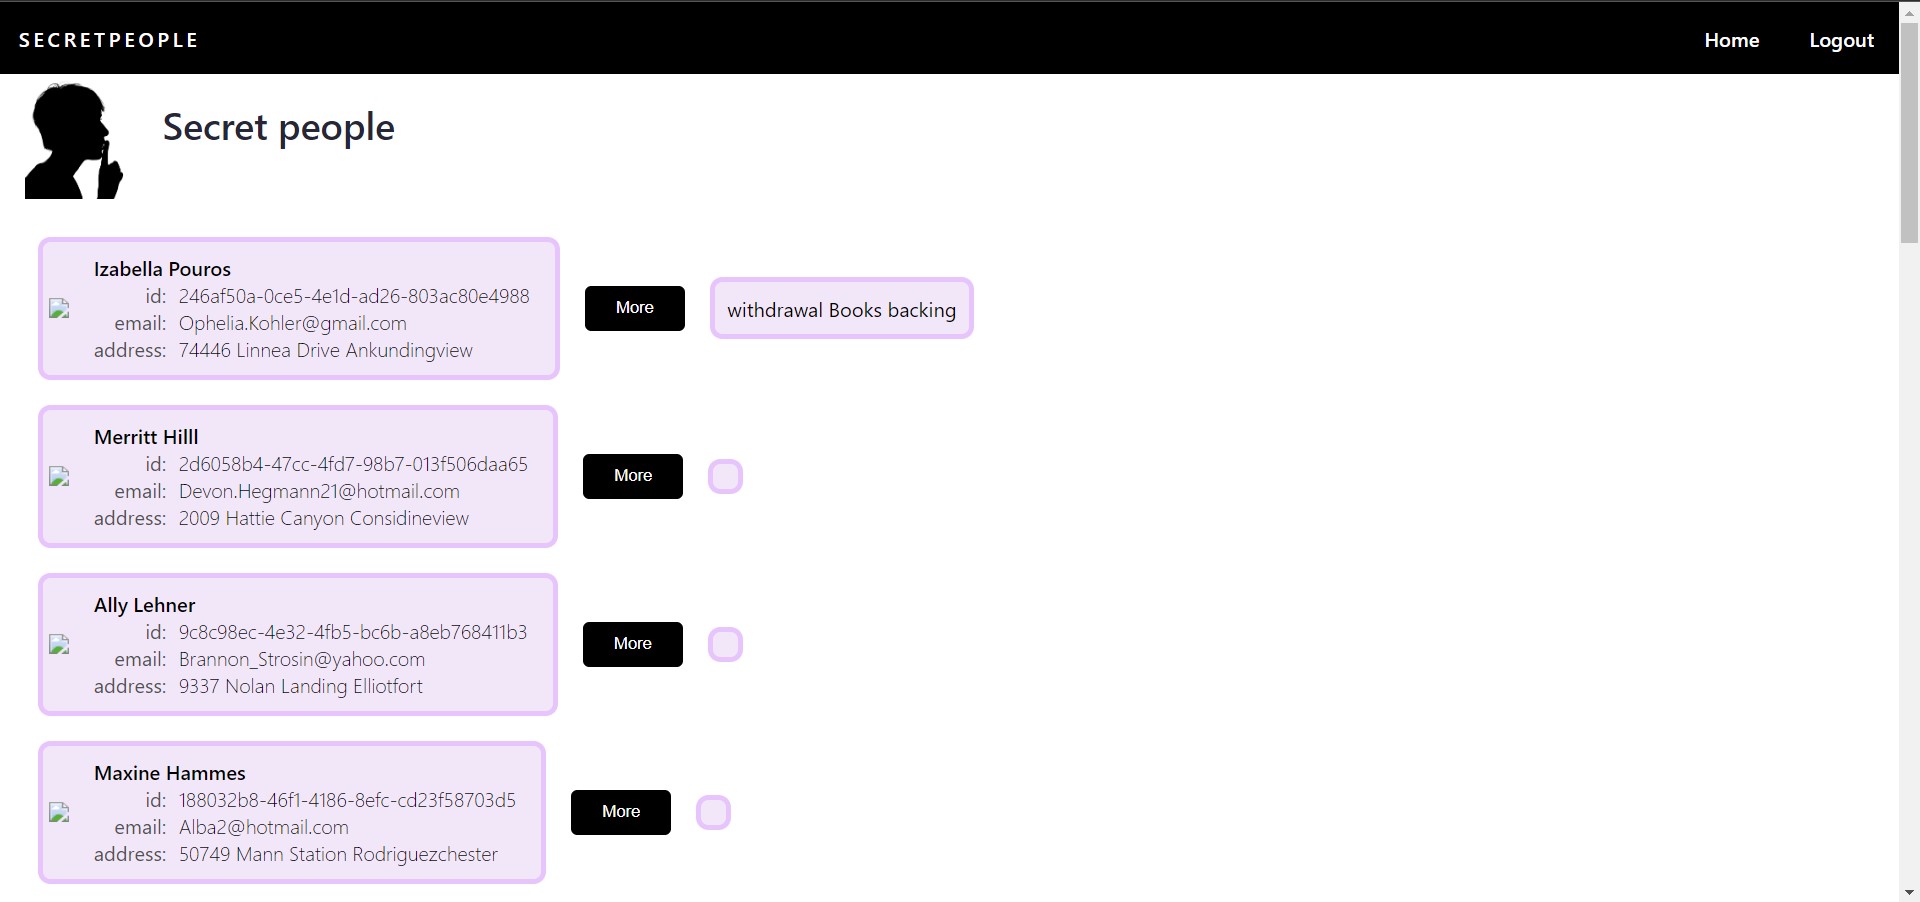 SECRETPEOPLE
Home
Logout
Secret people
Izabella Pouros
id: 246af50a-0ce5-4e1d-ad26-803ac80e4988
email: Ophelia.Kohler@gmail.com
address: 74446 Linnea Drive Ankundingview
More
withdrawal Books backing
Merritt Hilll
id: 2d6058b4-47cc-4fd7-98b7-013f506daa65
email: Devon.Hegmann21@hotmail.com
address: 2009 Hattie Canyon Considineview
More
Ally Lehner
id: 9c8c98ec-4e32-4fb5-bc6b-a8eb768411b3
email: Brannon_Strosin@yahoo.com
address: 9337 Nolan Landing Elliotfort
More
Maxine Hammes
id: 188032b8-46f1-4186-8efc-cd23f58703d5
email: Alba2@hotmail.com
address: 50749 Mann Station Rodriguezchester
More